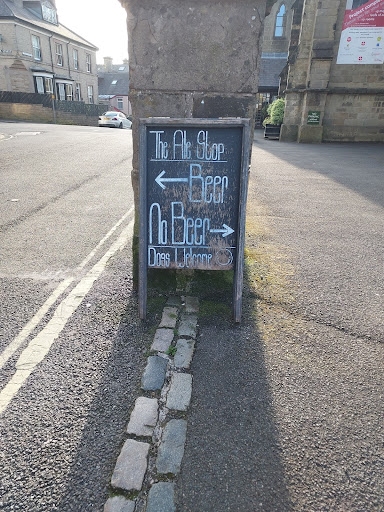 The Ale Stop
← Beer
No Beer →
Dogs Welcome ☺